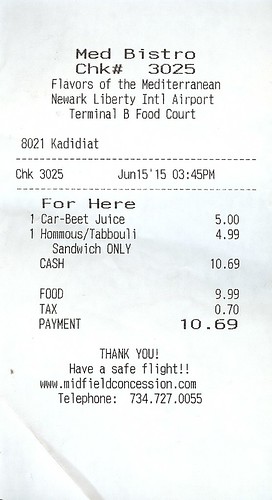 Med Bistro
Chk# 3025
Flavors of the Mediterranean
Newark Liberty Intl Airport
Terminal B Food Court
8021 Kadidiat
Chk 3025 Jun15'15 03:45PM
For Here
1 Car-Beet Juice 5.00
1 Hommous/Tabbouli 4.99
Sandwich ONLY
CASH 10.69
FOOD 9.99
TAX 0.70
PAYMENT 10.69
THANK YOU!
Have a safe flight!!
www.midfieldconcession.com
Telephone: 734.727.0055